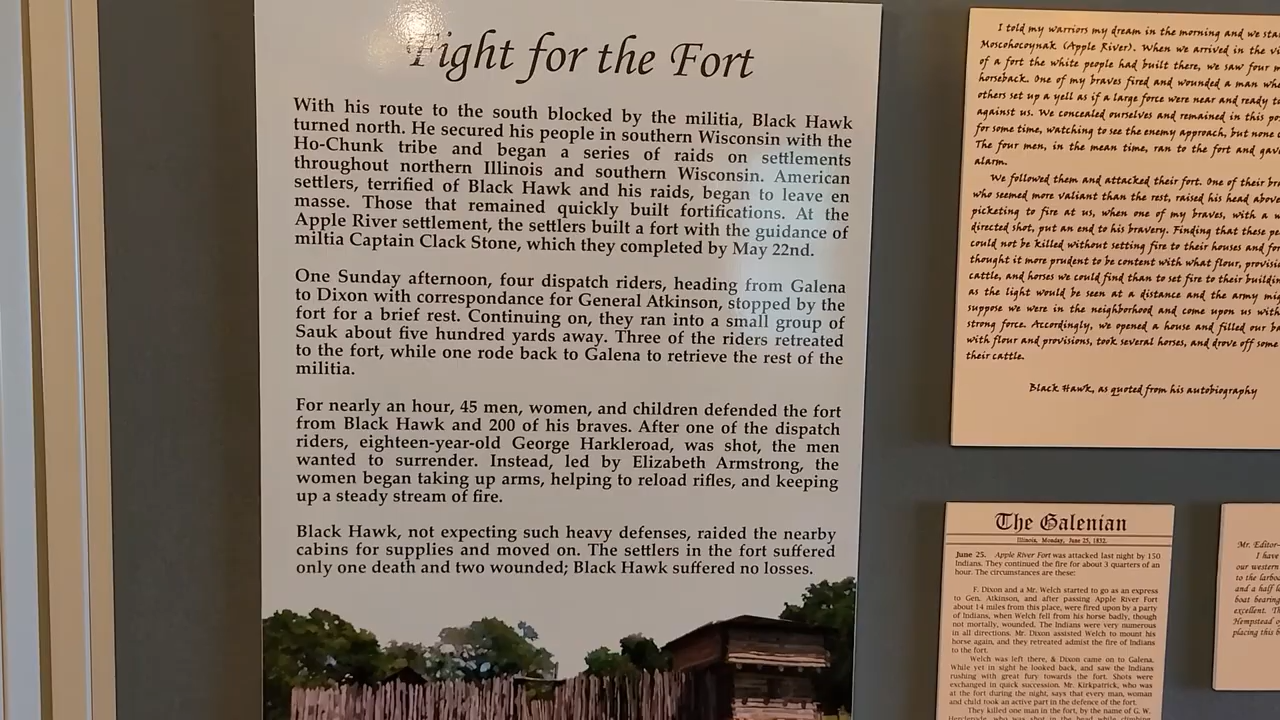 Fight for the Fort
With his route to the south blocked by the militia, Black Hawk
turned north. He secured his people in southern Wisconsin with the
Ho-Chunk tribe and began a series of raids on settlements
throughout northern Illinois and southern Wisconsin. American
settlers, terrified of Black Hawk and his raids, began to leave en
masse. Those that remained quickly built fortifications. At the
Apple River settlement, the settlers built a fort with the guidance of
miltia Captain Clack Stone, which they completed by May 22nd.
One Sunday afternoon, four dispatch riders, heading from Galena
to Dixon with correspondance for General Atkinson, stopped by the
fort for a brief rest. Continuing on, they ran into a small group of
Sauk about five hundred yards away. Three of the riders retreated
to the fort, while one rode back to Galena to retrieve the rest of the
militia.
For nearly an hour, 45 men, women, and children defended the fort
from Black Hawk and 200 of his braves. After one of the dispatch
riders, eighteen-year-old George Harkleroad, was shot, the men
wanted to surrender. Instead, led by Elizabeth Armstrong, the
women began taking up arms, helping to reload rifles, and keeping
up a steady stream of fire.
Black Hawk, not expecting such heavy defenses, raided the nearby
cabins for supplies and moved on. The settlers in the fort suffered
only one death and two wounded; Black Hawk suffered no losses.
I told my warriors my dream in the morning and we
Moscohocoynak (Apple River). When we arrived in the
of a fort the white people had built there, we saw four
horseback. One of my braves fired and wounded a man
others set up a yell as if a large force were near and ready
against us. We concealed ourselves and remained in this
for some time, watching to see the enemy approach, but none
The four men, in the mean time, ran to the fort and
alarm.
We followed them and attacked their fort. One of their
who seemed more valiant than the rest, raised his head
picketing to fire at us, when one of my braves, with a
directed shot, put an end to his bravery. Finding that these
could not be killed without setting fire to their houses and
thought it more prudent to be content with what flour,
cattle, and horses we could find than to set fire to their
as the light would be seen at a distance and the army
suppose we were in the neighborhood and come upon us
strong force. Accordingly, we opened a house and filled our
with flour and provisions, took several horses, and drove off some
their cattle.
Black Hawk, as quoted from his autobiography
The Galenian
Illinois, Monday, June 25, 1832.
June 25. Apple River Fort was attacked last night by 150
Indians. They continued the fire for about 3 quarters of an
hour. The circumstances are these:
F. Dixon and a Mr. Welch started to go as an express
to Gen. Atkinson, and after passing Apple River Fort
about 14 miles from this place, were fired upon by a party
of Indians, when Welch fell from his horse badly, though
not mortally, wounded. The Indians were very numerous
in all directions. Mr. Dixon assisted Welch to mount his
horse again, and they retreated admist the fire of Indians
to the fort.
Welch was left there, & Dixon came on to Galena.
While yet in sight he looked back, and saw the Indians
rushing with great fury towards the fort. Shots were
exchanged in quick succession. Mr. Kirkpatrick, who was
at the fort during the night, says that every man, woman
and child took an active part in the defence of the fort.
They killed one man in the fort, by the name of G. W.
Mr. Editor-
I have
our western
to the
and a half
boat bearing
excellent.
Hempstead
placing this